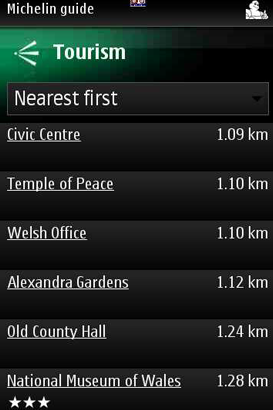 Michelin guide
Tourism
Nearest first
Civic Centre 1.09 km
Temple of Peace 1.10 km
Welsh Office 1.10 km
Alexandra Gardens 1.12 km
Old County Hall 1.24 km
National Museum of Wales 1.28 km
★★★